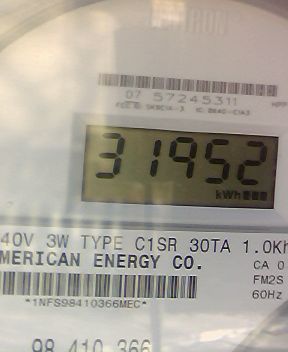 07 57245311
31952
kWh
40V 3W TYPE C1SR 30TA 1.0Kh
MERICAN ENERGY CO.
CA 0
FM2S
60Hz
*1NFS98410366MEC*
98 410 366